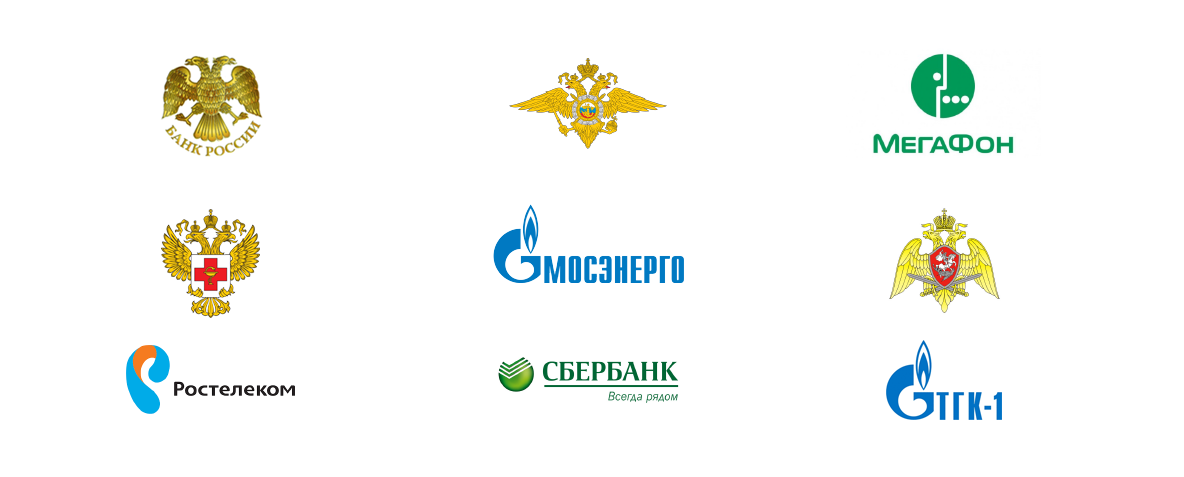 БАНК РОССИИ
МегаФон
МОСЭНЕРГО
Ростелеком
СБЕРБАНК
Всегда рядом
ТГК-1